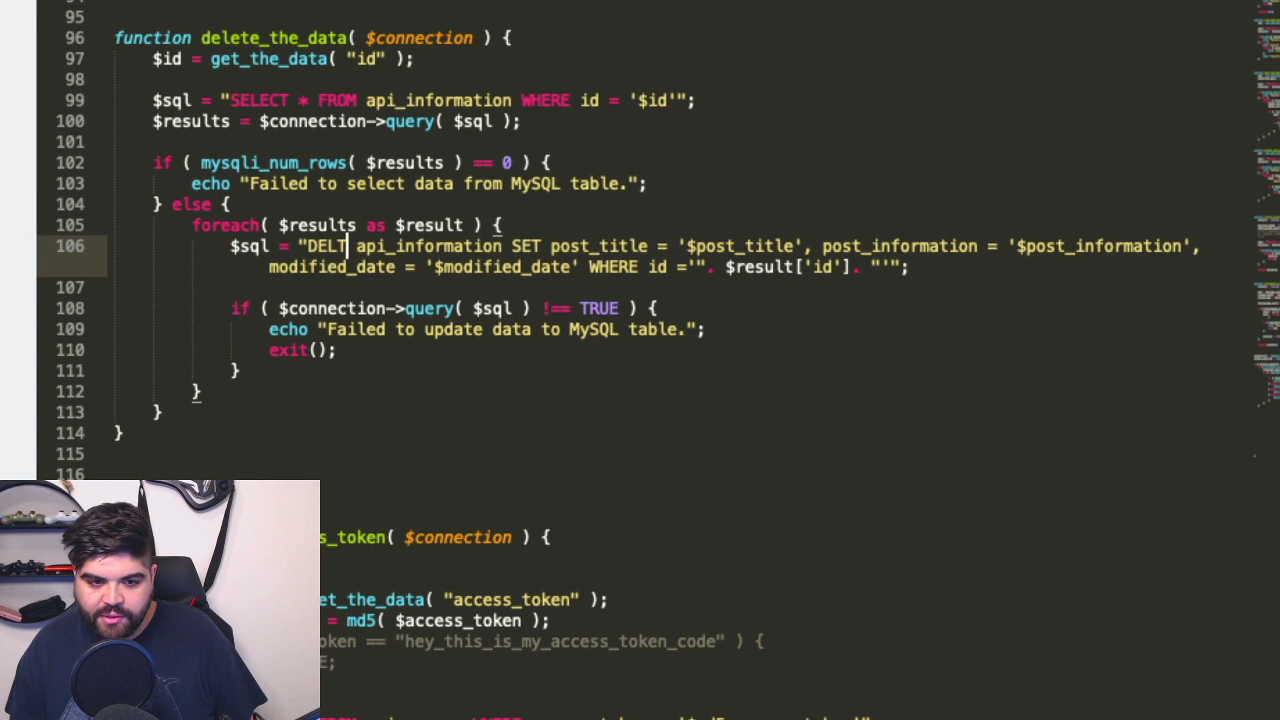 95
96 function delete_the_data( $connection ) {
97 $id = get_the_data( "id" );
98
99 $sql = "SELECT * FROM api_information WHERE id = '$id'";
100 $results = $connection->query( $sql );
101
102 if ( mysqli_num_rows( $results ) == 0 ) {
103 echo "Failed to select data from MySQL table.";
104 } else {
105 foreach( $results as $result ) {
106 $sql = "DELT api_information SET post_title = '$post_title', post_information = '$post_information',
modified_date = '$modified_date' WHERE id ='". $result['id']. "'";
107
108 if ( $connection->query( $sql ) !== TRUE ) {
109 echo "Failed to update data to MySQL table.";
110 exit();
111 }
112 }
113 }
114 }
115
116
s_token( $connection ) {
et_the_data( "access_token" );
= md5( $access_token );
oken == "hey_this_is_my_access_token_code" ) {
E;